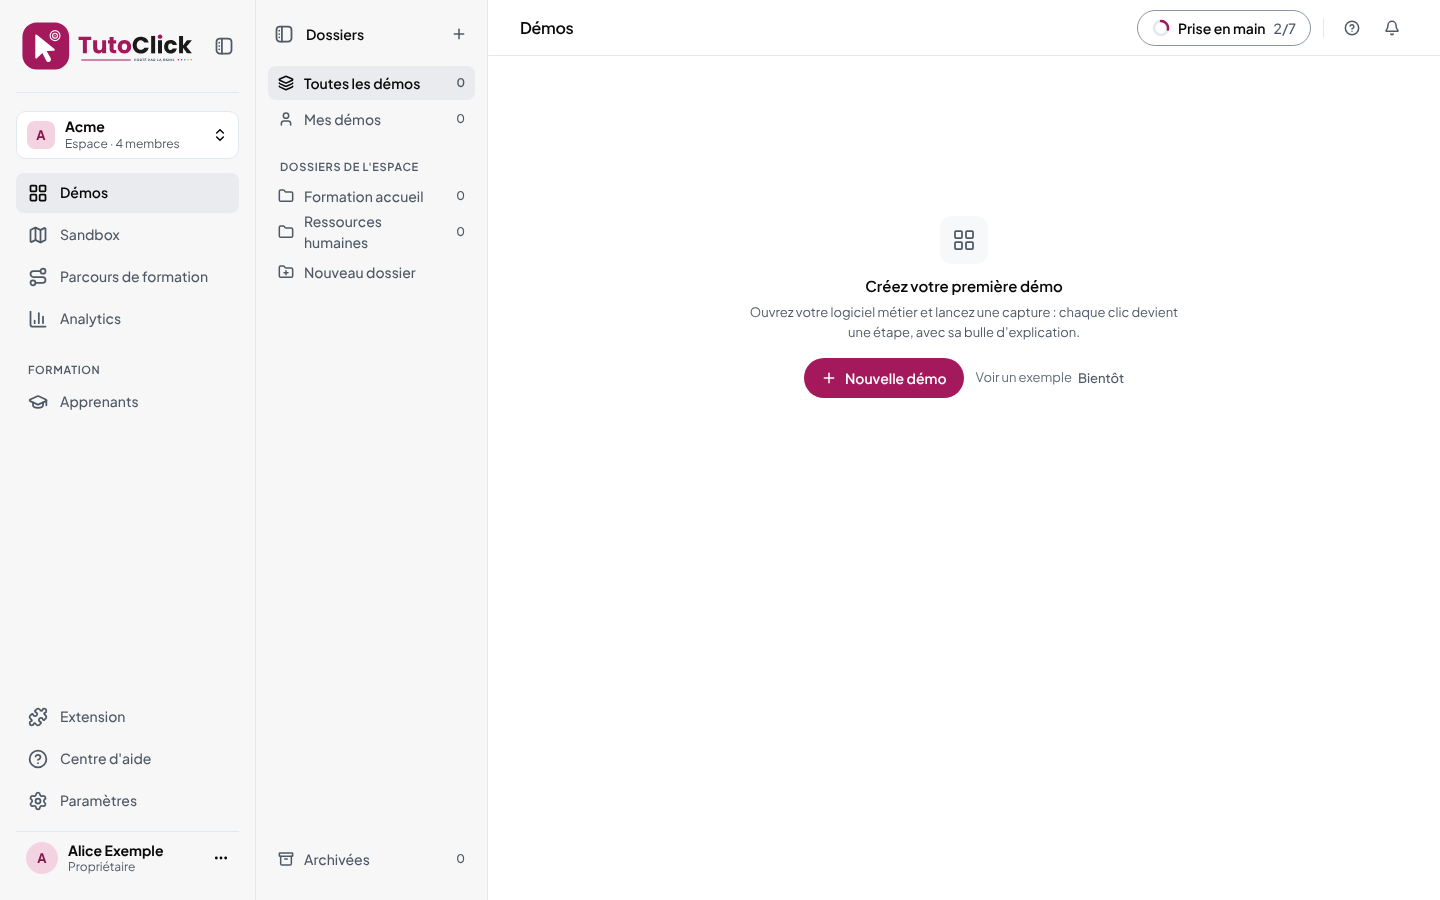 TutoClick
Acme
Espace · 4 membres
Démos
Sandbox
Parcours de formation
Analytics
FORMATION
Apprenants
Extension
Centre d'aide
Paramètres
Alice Exemple
Propriétaire
Dossiers
Toutes les démos 0
Mes démos 0
DOSSIERS DE L'ESPACE
Formation accueil 0
Ressources
humaines 0
Nouveau dossier
Archivées 0
Démos
Prise en main 2/7
Créez votre première démo
Ouvrez votre logiciel métier et lancez une capture : chaque clic devient
une étape, avec sa bulle d'explication.
Nouvelle démo
Voir un exemple Bientôt
A
A